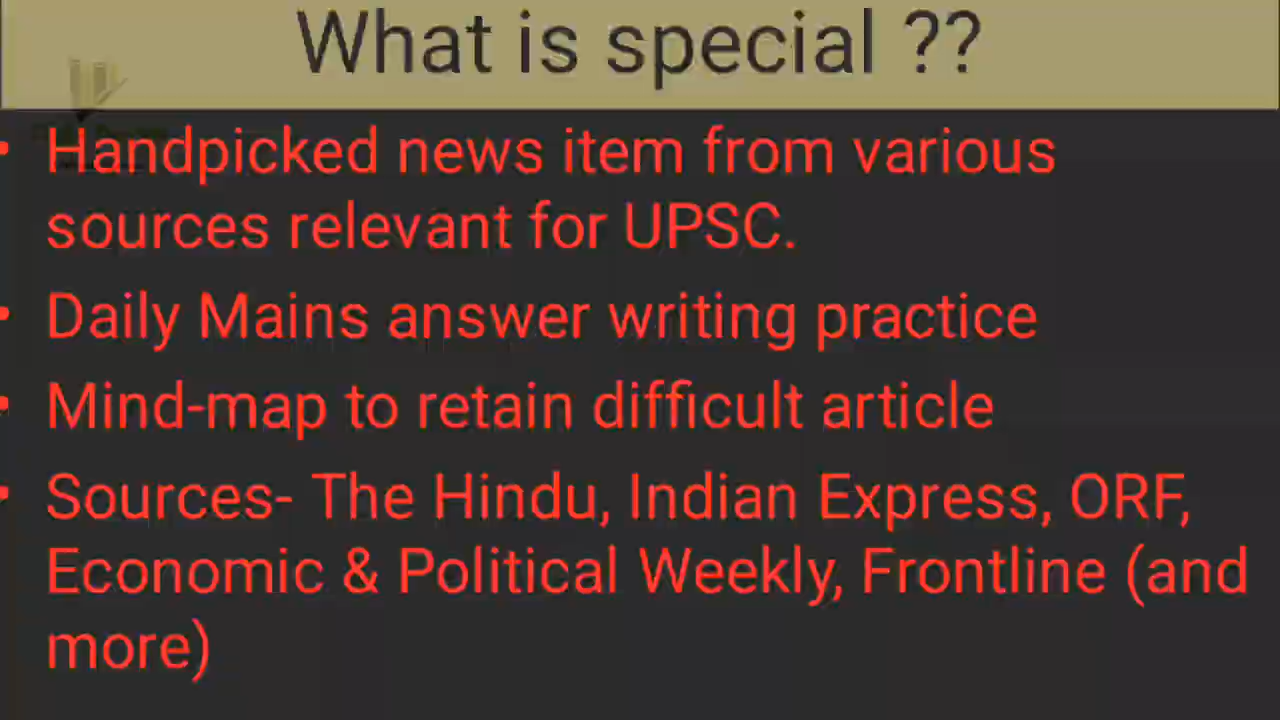 What is special ??
• Handpicked news item from various
sources relevant for UPSC.
• Daily Mains answer writing practice
• Mind-map to retain difficult article
• Sources- The Hindu, Indian Express, ORF,
Economic & Political Weekly, Frontline (and
more)